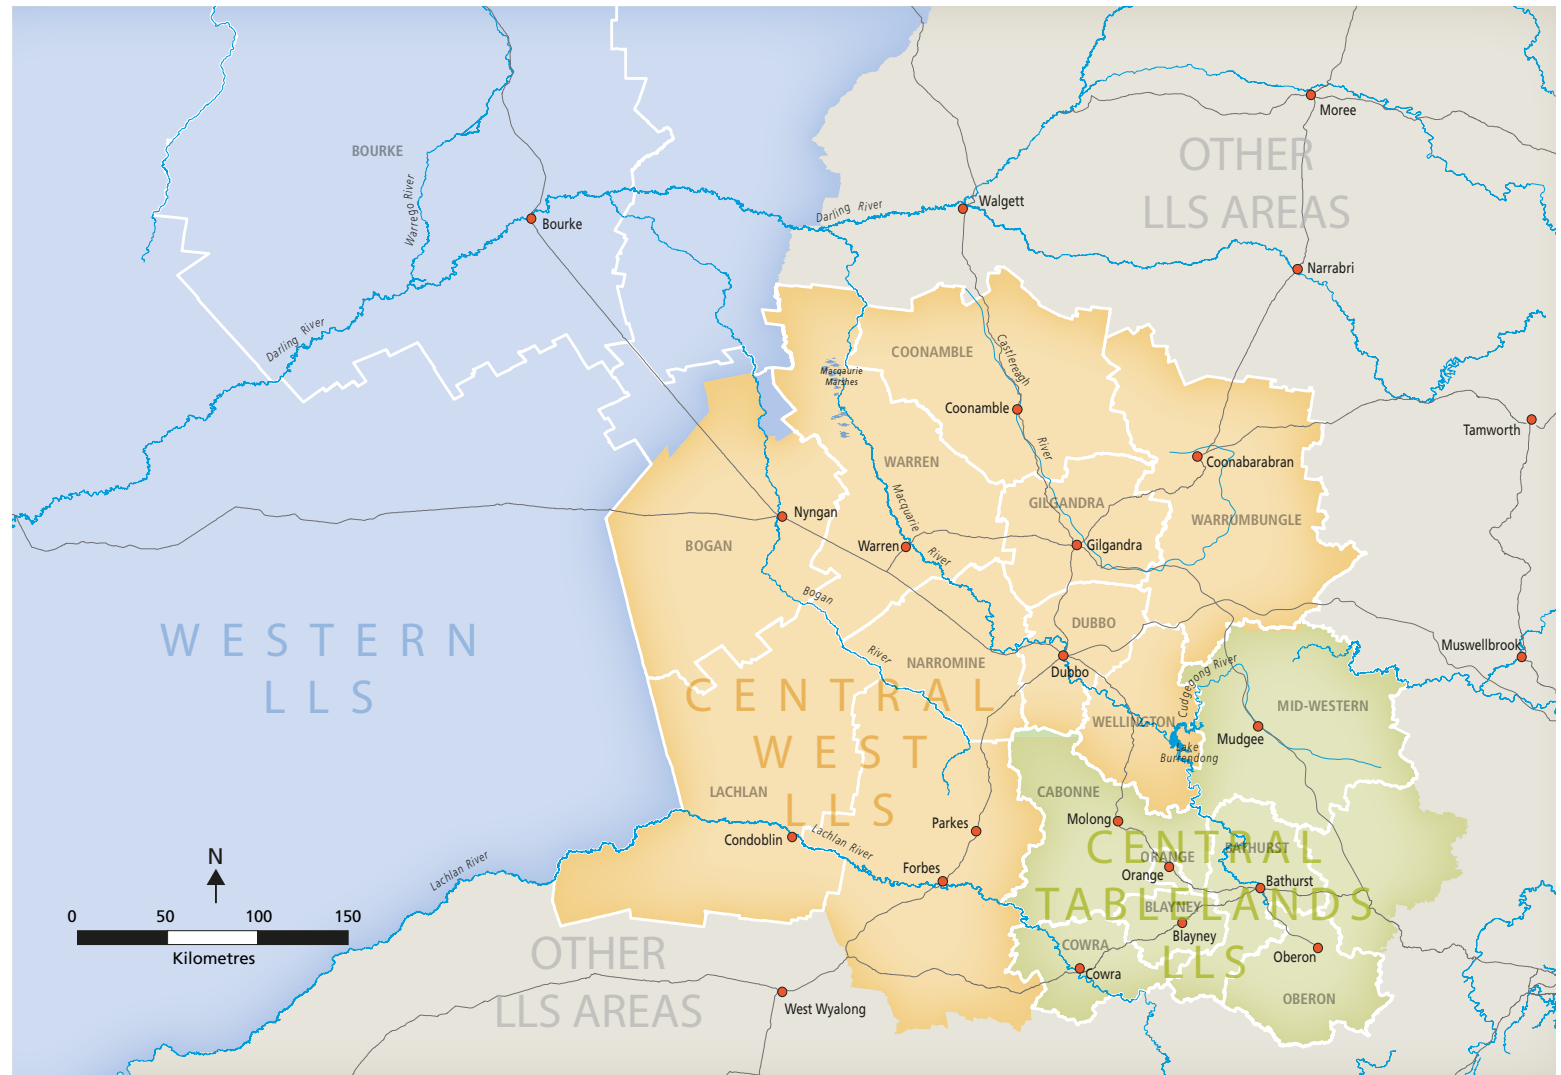 Moree
OTHER
LLS AREAS
BOURKE
Warrego River
Bourke
Darling River
Walgett
Narrabri
Darling River
COONAMBLE
Castlereagh
River
Macqaurie
Marshes
Coonamble
Tamworth
WARREN
Coonabarabran
Macquarie
River
GILGANDRA
WARRUMBUNGLE
Nyngan
BOGAN
Warren
Gilgandra
Bogan
River
DUBBO
WESTERN
LLS
NARROMINE
Dubbo
Muswellbrook
Cudgegong River
CENTRAL
WEST
LLS
WELLINGTON
MID-WESTERN
Mudgee
Lake
Burrendong
LACHLAN
CABONNE
Condoblin
Lachlan River
Parkes
Molong
Forbes
CENTRAL
TABLELANDS
LLS
ORANGE
Orange
BATHURST
Bathurst
BLAYNEY
Blayney
COWRA
Cowra
Oberon
OBERON
Lachlan River
N
0 50 100 150
Kilometres
OTHER
LLS AREAS
West Wyalong